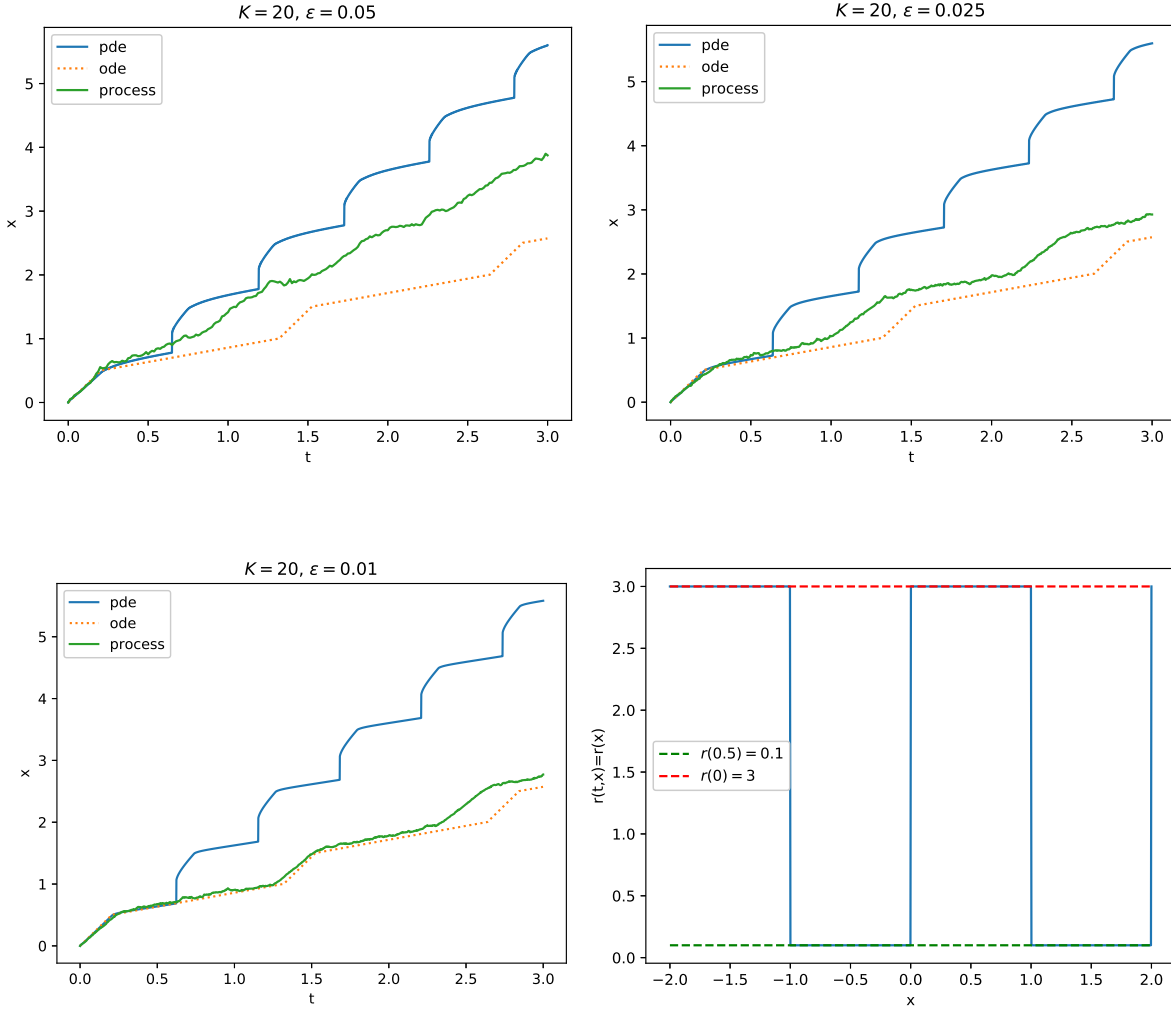 K = 20, ε = 0.05
pde
ode
process
5
4
3
2
1
0
x
0.0 0.5 1.0 1.5 2.0 2.5 3.0
t
K = 20, ε = 0.025
pde
ode
process
5
4
3
2
1
0
x
0.0 0.5 1.0 1.5 2.0 2.5 3.0
t
K = 20, ε = 0.01
pde
ode
process
5
4
3
2
1
0
x
0.0 0.5 1.0 1.5 2.0 2.5 3.0
t
3.0
2.5
2.0
1.5
1.0
0.5
0.0
r(t,x)=r(x)
r(0.5) = 0.1
r(0) = 3
−2.0 −1.5 −1.0 −0.5 0.0 0.5 1.0 1.5 2.0
x